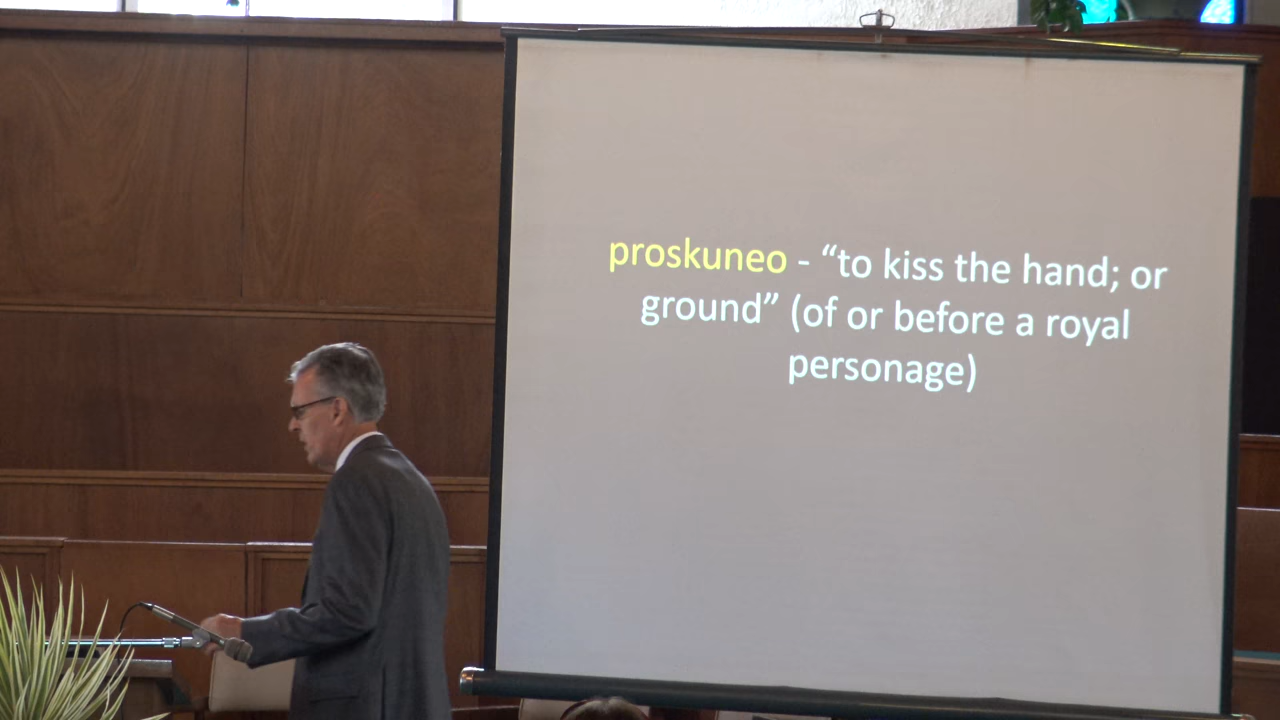 proskuneo - “to kiss the hand; or
ground” (of or before a royal
personage)